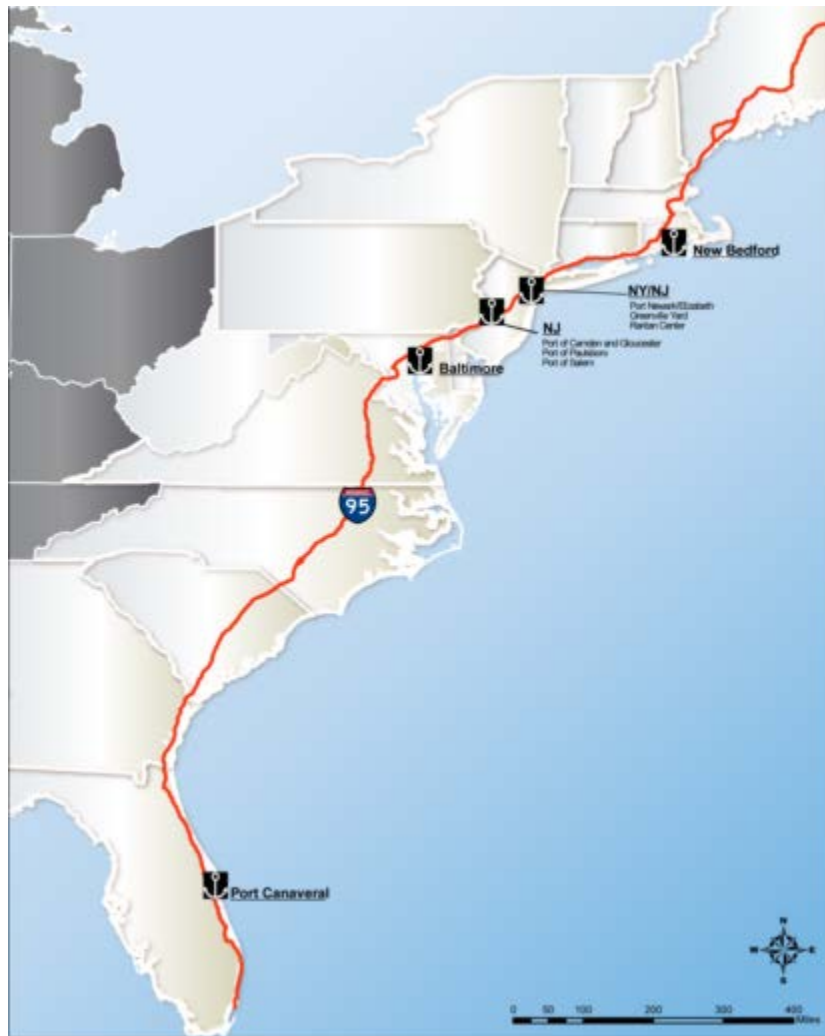 New Bedford
NY/NJ
Port Newark/Elizabeth
Greenville Yard
Raritan Center
NJ
Port of Camden and Gloucester
Port of Paulsboro
Port of Salem
Baltimore
95
Port Canaveral
N
W E
S
0 50 100 200 300 400
Miles